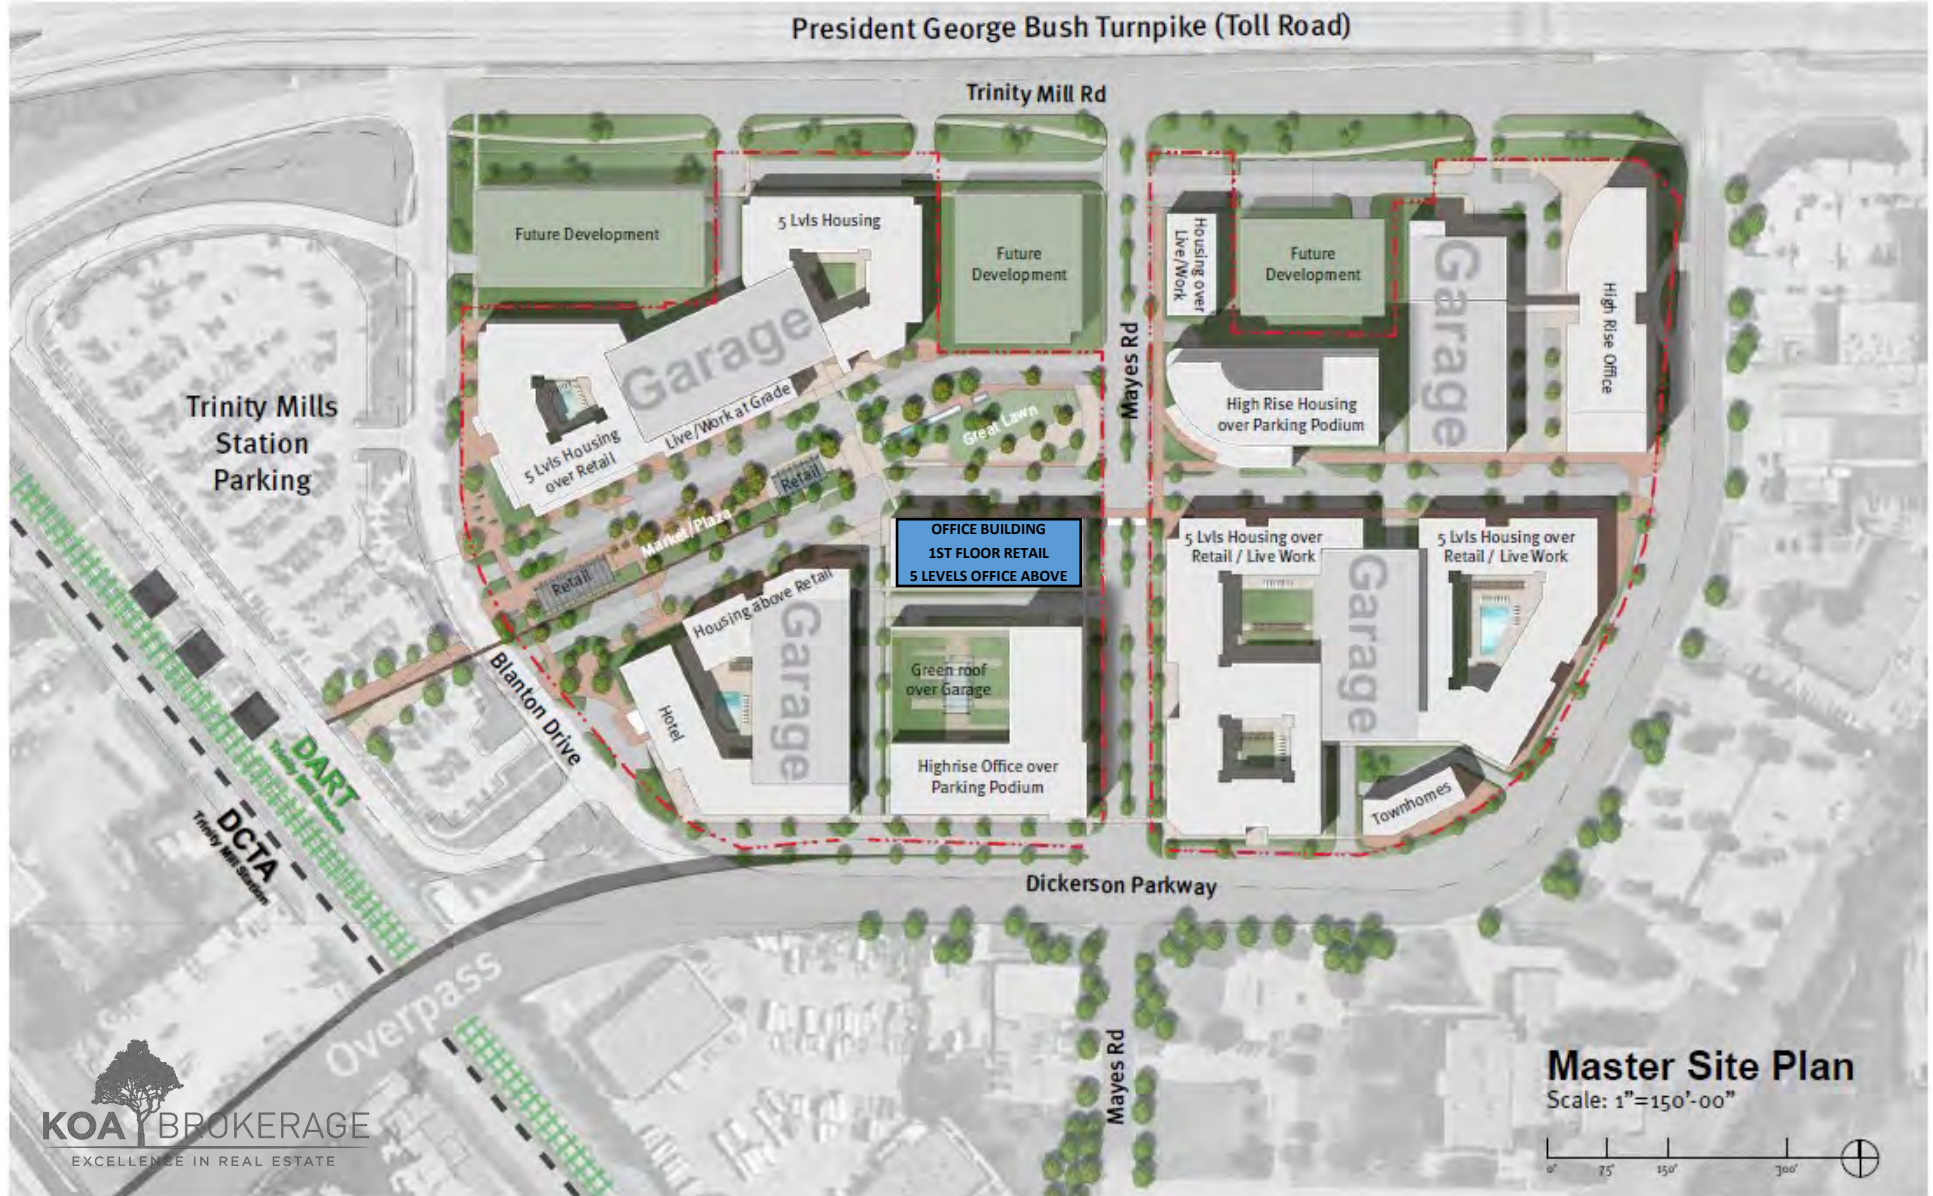 President George Bush Turnpike (Toll Road)
Trinity Mill Rd
Future Development
5 Lvls Housing
Future
Development
Housing over
Live/Work
Future
Development
Garage
High Rise Office
Garage
Mayes Rd
Trinity Mills
Station
Parking
Live/Work at Grade
Great Lawn
High Rise Housing
over Parking Podium
5 Lvls Housing
over Retail
Retail
Market/Plaza
OFFICE BUILDING
1ST FLOOR RETAIL
5 LEVELS OFFICE ABOVE
5 Lvls Housing over
Retail / Live Work
5 Lvls Housing over
Retail / Live Work
Retail
Housing above Retail
Garage
Garage
Blanton Drive
Green roof
over Garage
Hotel
Highrise Office over
Parking Podium
Townhomes
DART
Trinity Mill Station
DCTA
Trinity Mill Station
Dickerson Parkway
Overpass
Mayes Rd
Master Site Plan
Scale: 1”=150’-00”
0' 75' 150' 300'
KOA BROKERAGE
EXCELLENCE IN REAL ESTATE